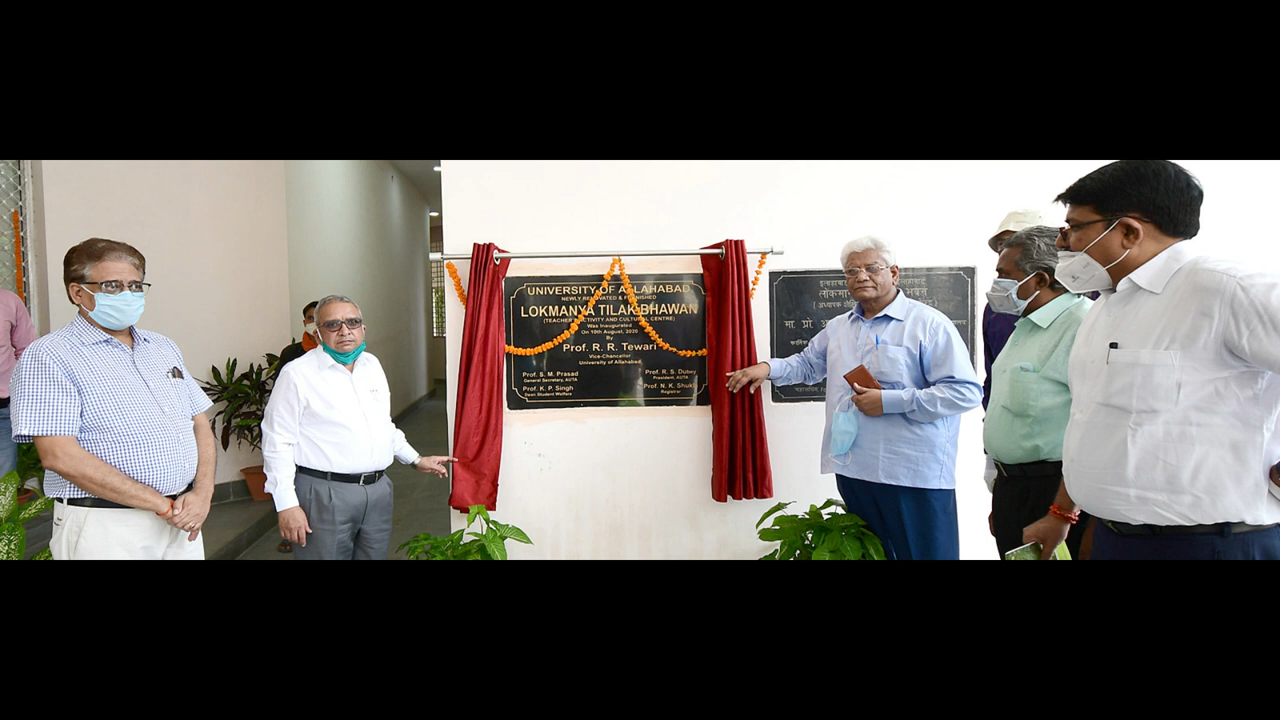 UNIVERSITY OF ALLAHABAD
NEWLY RENOVATED & FURNISHED
LOKMANYA TILAK BHAWAN
(TEACHER'S ACTIVITY AND CULTURAL CENTRE)
Was Inaugurated
On 10th August, 2020
By
Prof. R. R. Tewari
Vice-Chancellor
University of Allahabad
Prof. S. M. Prasad
General Secretary, AUTA
Prof. R. S. Dubey
President, AUTA
Prof. K. P. Singh
Dean Student Welfare
Prof. N. K. Shukla
Registrar
भवन
मा. प्रो.